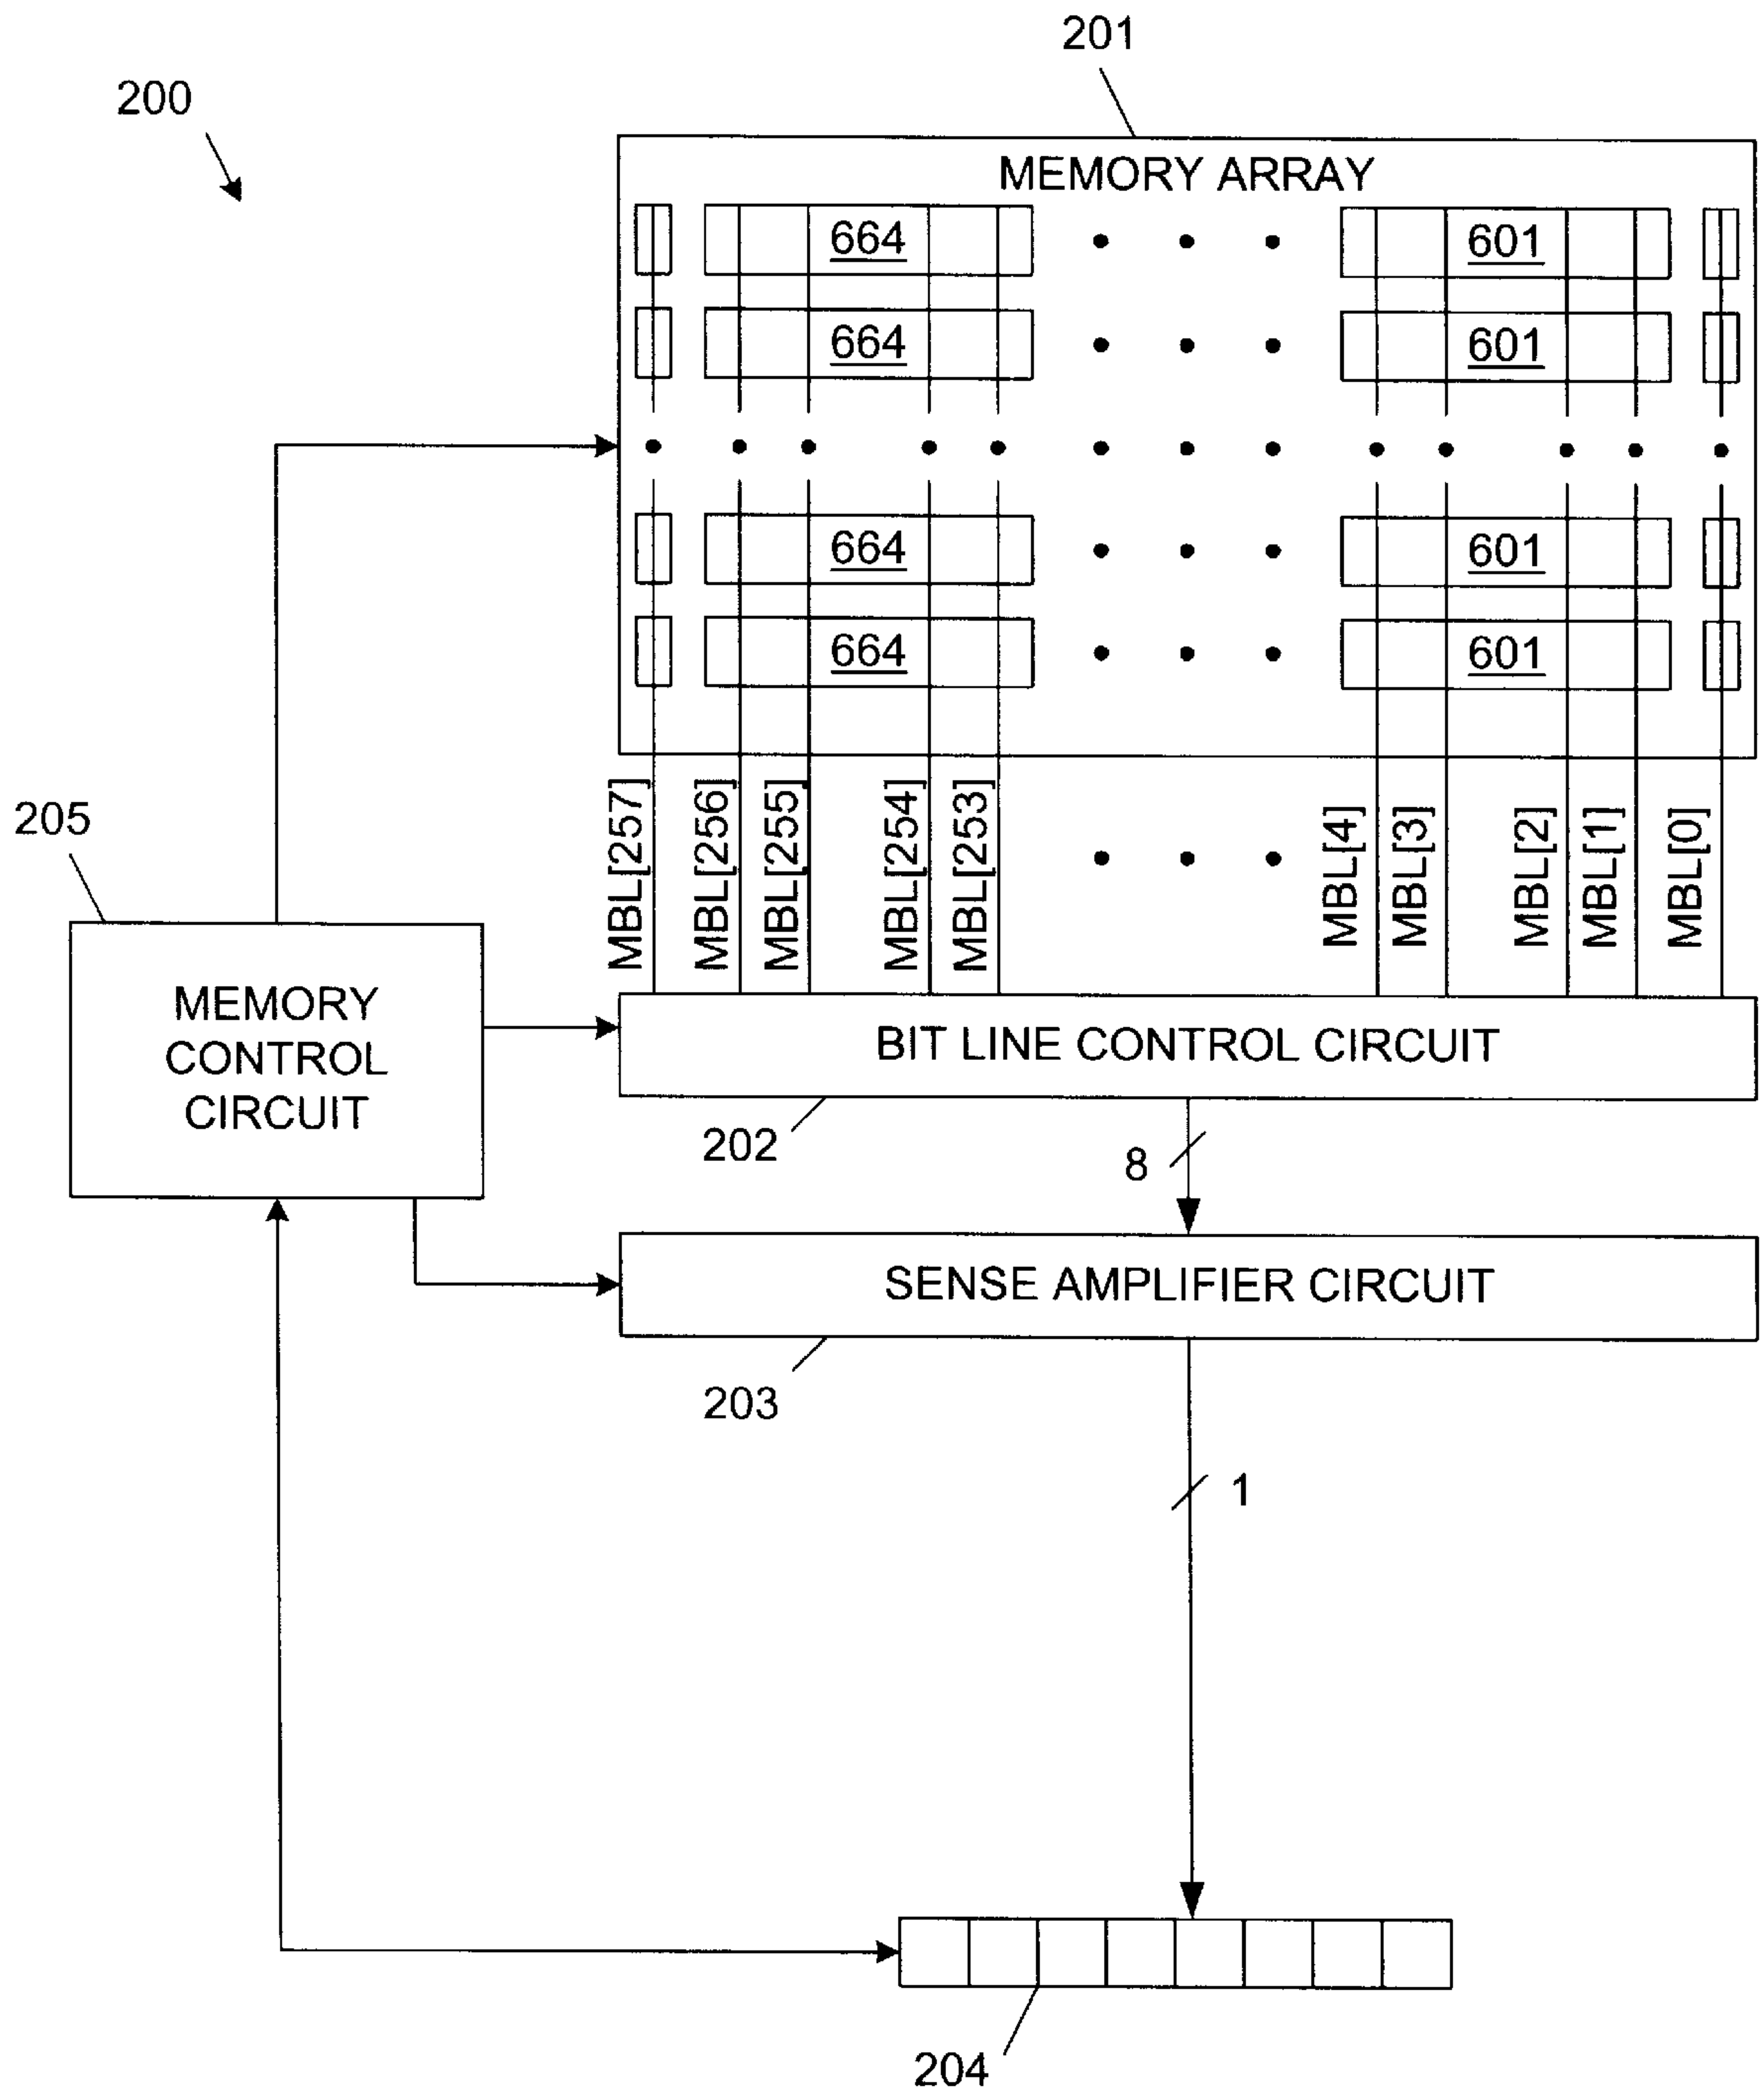 201
200
MEMORY ARRAY
664
601
664
601
664
601
664
601
MBL[257]
MBL[256]
MBL[255]
MBL[254]
MBL[253]
MBL[4]
MBL[3]
MBL[2]
MBL[1]
MBL[0]
205
MEMORY
CONTROL
CIRCUIT
BIT LINE CONTROL CIRCUIT
202
8
SENSE AMPLIFIER CIRCUIT
203
1
204